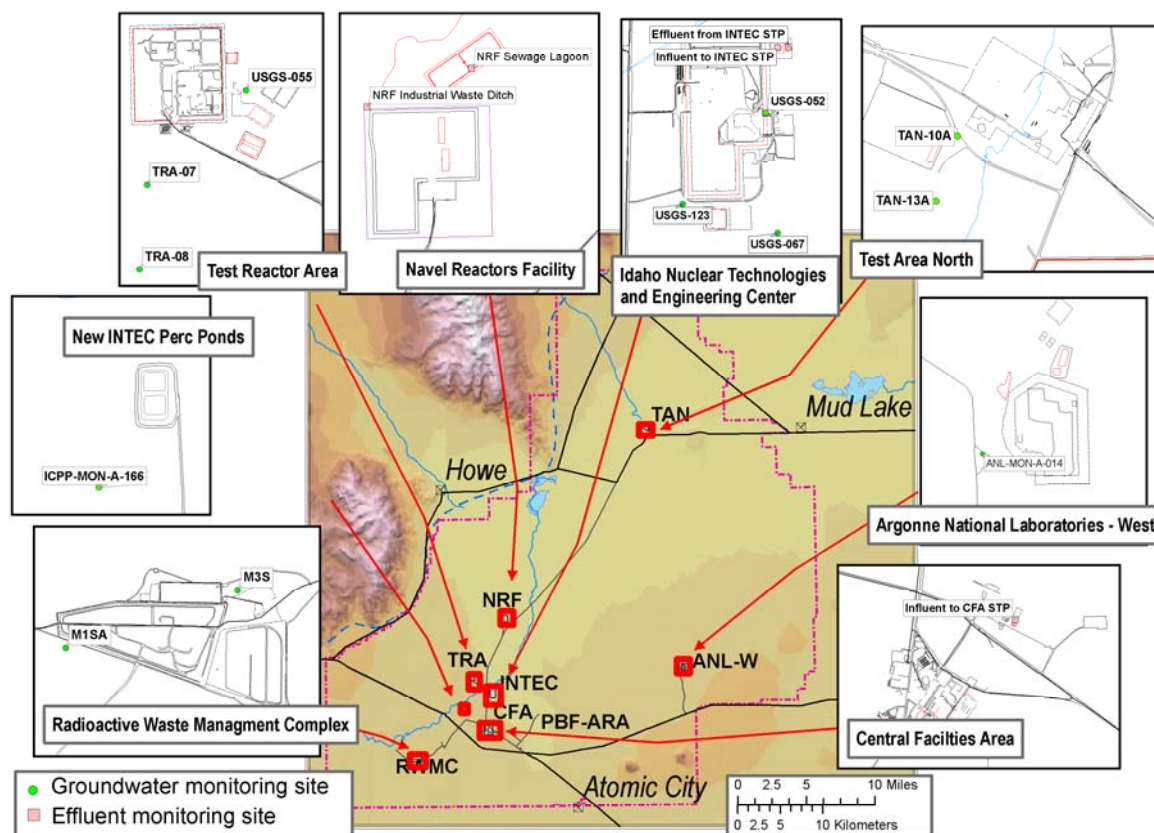 Effluent from INTEC STP
NRF Sewage Lagoon
Influent to INTEC STP
USGS-055
NRF Industrial Waste Ditch
USGS-052
TAN-10A
TRA-07
TAN-13A
USGS-123
USGS-067
TRA-08
Test Reactor Area
Navel Reactors Facility
Idaho Nuclear Technologies
and Engineering Center
Test Area North
New INTEC Perc Ponds
ICPP-MON-A-166
TAN
Mud Lake
Howe
ANL-MON-A-014
Argonne National Laboratories - West
M3S
M1SA
Radioactive Waste Managment Complex
NRF
TRA
INTEC
ANL-W
CFA
PBF-ARA
RWMC
Atomic City
Influent to CFA STP
Central Facilties Area
Groundwater monitoring site
Effluent monitoring site
0 2.5 5 10 Miles
0 2.5 5 10 Kilometers